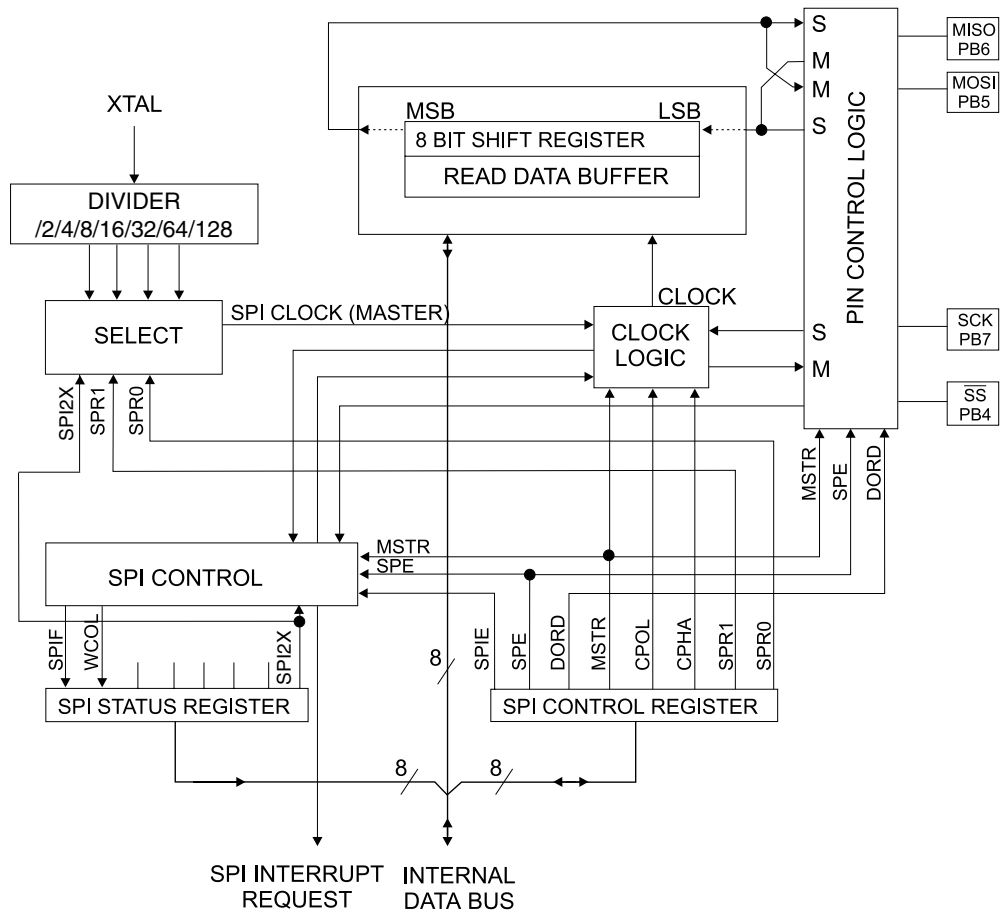 S
MISO
PB6
M
MOSI
PB5
M
S
PIN CONTROL LOGIC
XTAL
MSB
LSB
8 BIT SHIFT REGISTER
READ DATA BUFFER
DIVIDER
/2/4/8/16/32/64/128
SPI CLOCK (MASTER)
CLOCK
SELECT
CLOCK
LOGIC
S
M
SCK
PB7
SS
PB4
SPI2X
SPR1
SPR0
MSTR
SPE
DORD
MSTR
SPE
SPI CONTROL
SPIF
WCOL
SPI2X
8
SPIE
SPE
DORD
MSTR
CPOL
CPHA
SPR1
SPR0
SPI STATUS REGISTER
SPI CONTROL REGISTER
8
8
SPI INTERRUPT
REQUEST
INTERNAL
DATA BUS